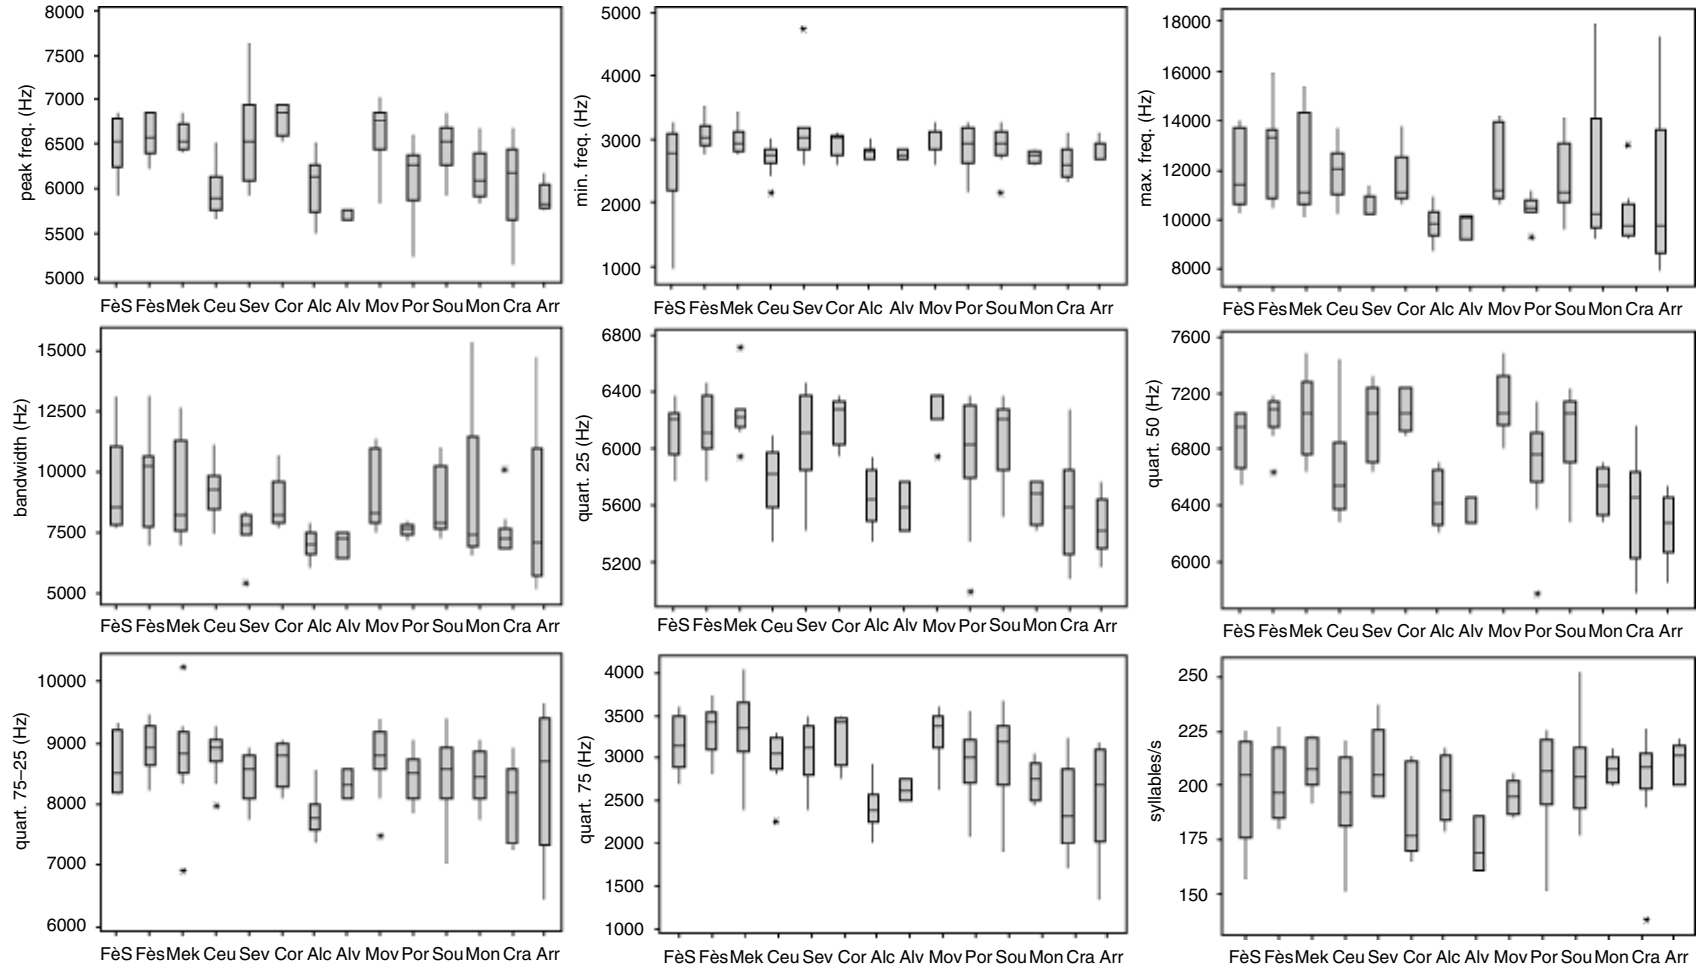 peak freq. (Hz)
8000
7500
7000
6500
6000
5500
5000
FèS Fès Mek Ceu Sev Cor Alc Alv Mov Por Sou Mon Cra Arr
min. freq. (Hz)
5000
4000
3000
2000
1000
FèS Fès Mek Ceu Sev Cor Alc Alv Mov Por Sou Mon Cra Arr
max. freq. (Hz)
18000
16000
14000
12000
10000
8000
FèS Fès Mek Ceu Sev Cor Alc Alv Mov Por Sou Mon Cra Arr
bandwidth (Hz)
15000
12500
10000
7500
5000
FèS Fès Mek Ceu Sev Cor Alc Alv Mov Por Sou Mon Cra Arr
quart. 25 (Hz)
6800
6400
6000
5600
5200
FèS Fès Mek Ceu Sev Cor Alc Alv Mov Por Sou Mon Cra Arr
quart. 50 (Hz)
7600
7200
6800
6400
6000
FèS Fès Mek Ceu Sev Cor Alc Alv Mov Por Sou Mon Cra Arr
quart. 75–25 (Hz)
10000
9000
8000
7000
6000
FèS Fès Mek Ceu Sev Cor Alc Alv Mov Por Sou Mon Cra Arr
quart. 75 (Hz)
4000
3500
3000
2500
2000
1500
1000
FèS Fès Mek Ceu Sev Cor Alc Alv Mov Por Sou Mon Cra Arr
syllables/s
250
225
200
175
150
FèS Fès Mek Ceu Sev Cor Alc Alv Mov Por Sou Mon Cra Arr